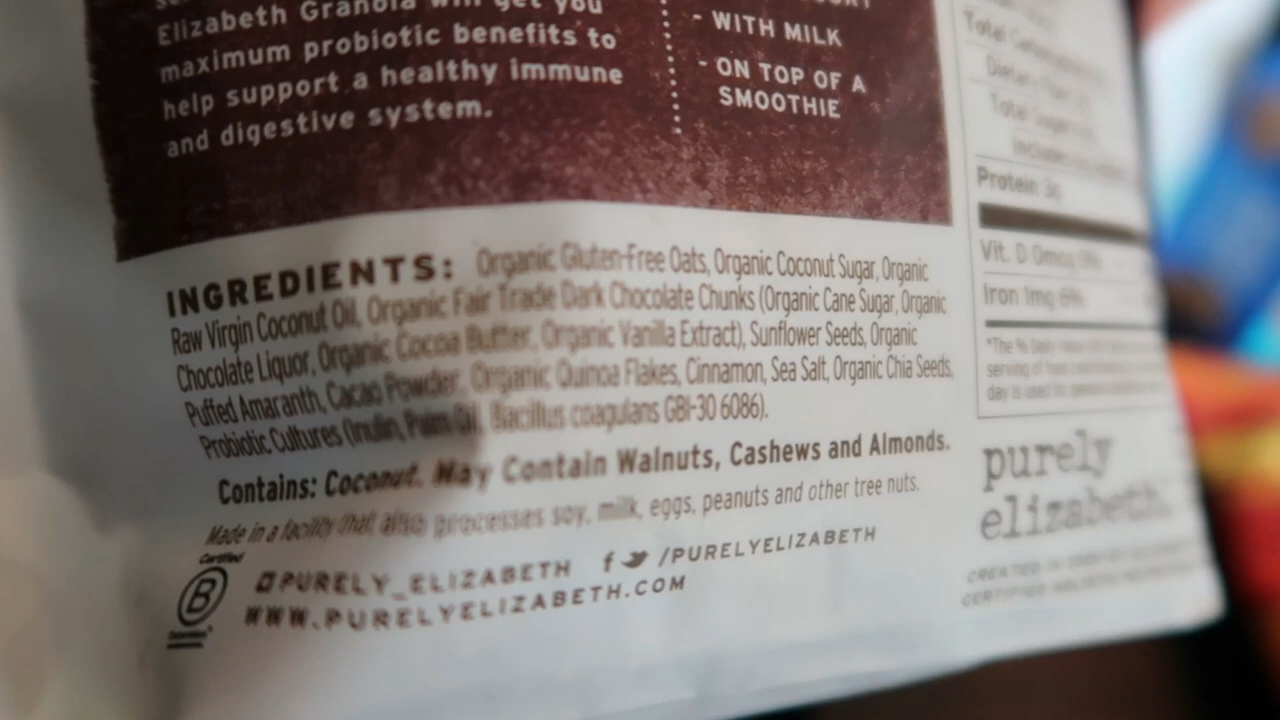 Elizabeth Granola will get you
maximum probiotic benefits to
help support a healthy immune
and digestive system.
- WITH MILK
- ON TOP OF A
SMOOTHIE
INGREDIENTS: Organic Gluten-Free Oats, Organic Coconut Sugar, Organic
Raw Virgin Coconut Oil, Organic Fair Trade Dark Chocolate Chunks (Organic Cane Sugar, Organic
Chocolate Liquor, Organic Cocoa Butter, Organic Vanilla Extract), Sunflower Seeds, Organic
Puffed Amaranth, Cacao Powder, Organic Quinoa Flakes, Cinnamon, Sea Salt, Organic Chia Seeds,
Probiotic Cultures (Inulin, Palm Oil, Bacillus coagulans GBI-30 6086).
Contains: Coconut. May Contain Walnuts, Cashews and Almonds.
Made in a facility that also processes soy, milk, eggs, peanuts and other tree nuts.
Certified
B
PURELY_ELIZABETH f /PURELYELIZABETH
WWW.PURELYELIZABETH.COM
Total
Protein 3g
Vit. D 0mcg 0%
Iron 1mg 6%
purely
elizabeth.